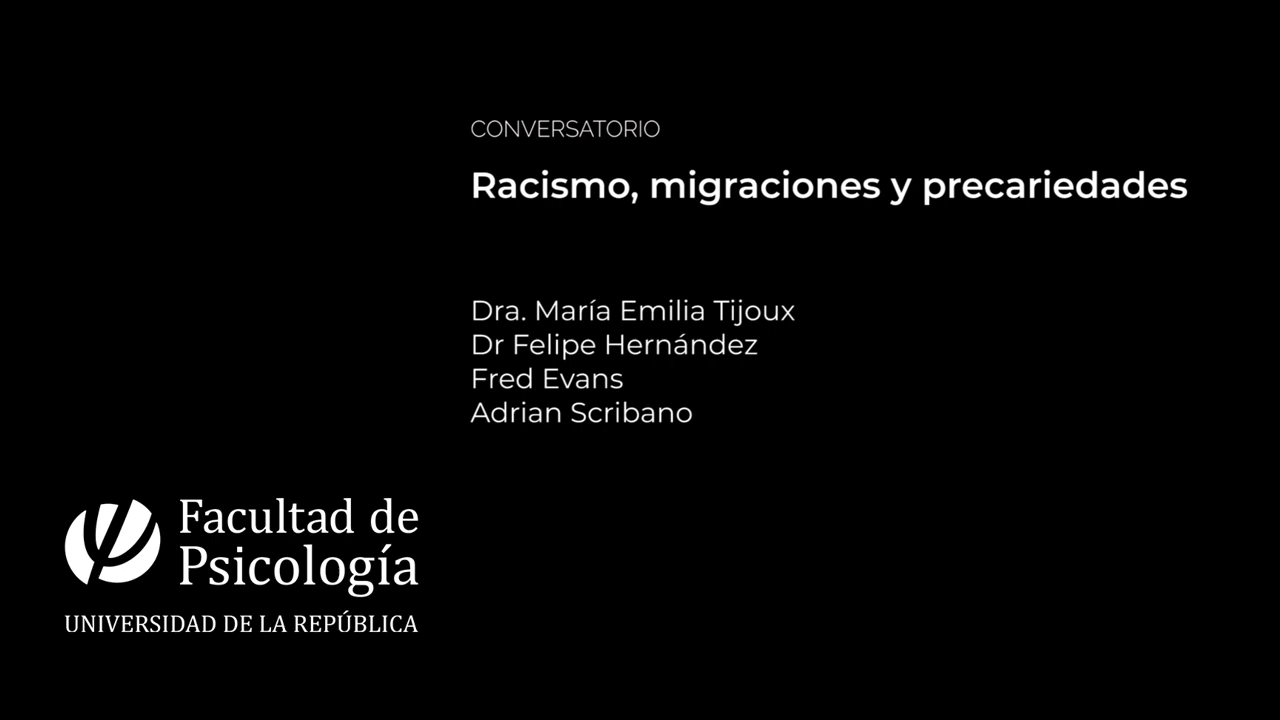 CONVERSATORIO
Racismo, migraciones y precariedades
Dra. María Emilia Tijoux
Dr Felipe Hernández
Fred Evans
Adrian Scribano
Facultad de
Psicología
UNIVERSIDAD DE LA REPÚBLICA